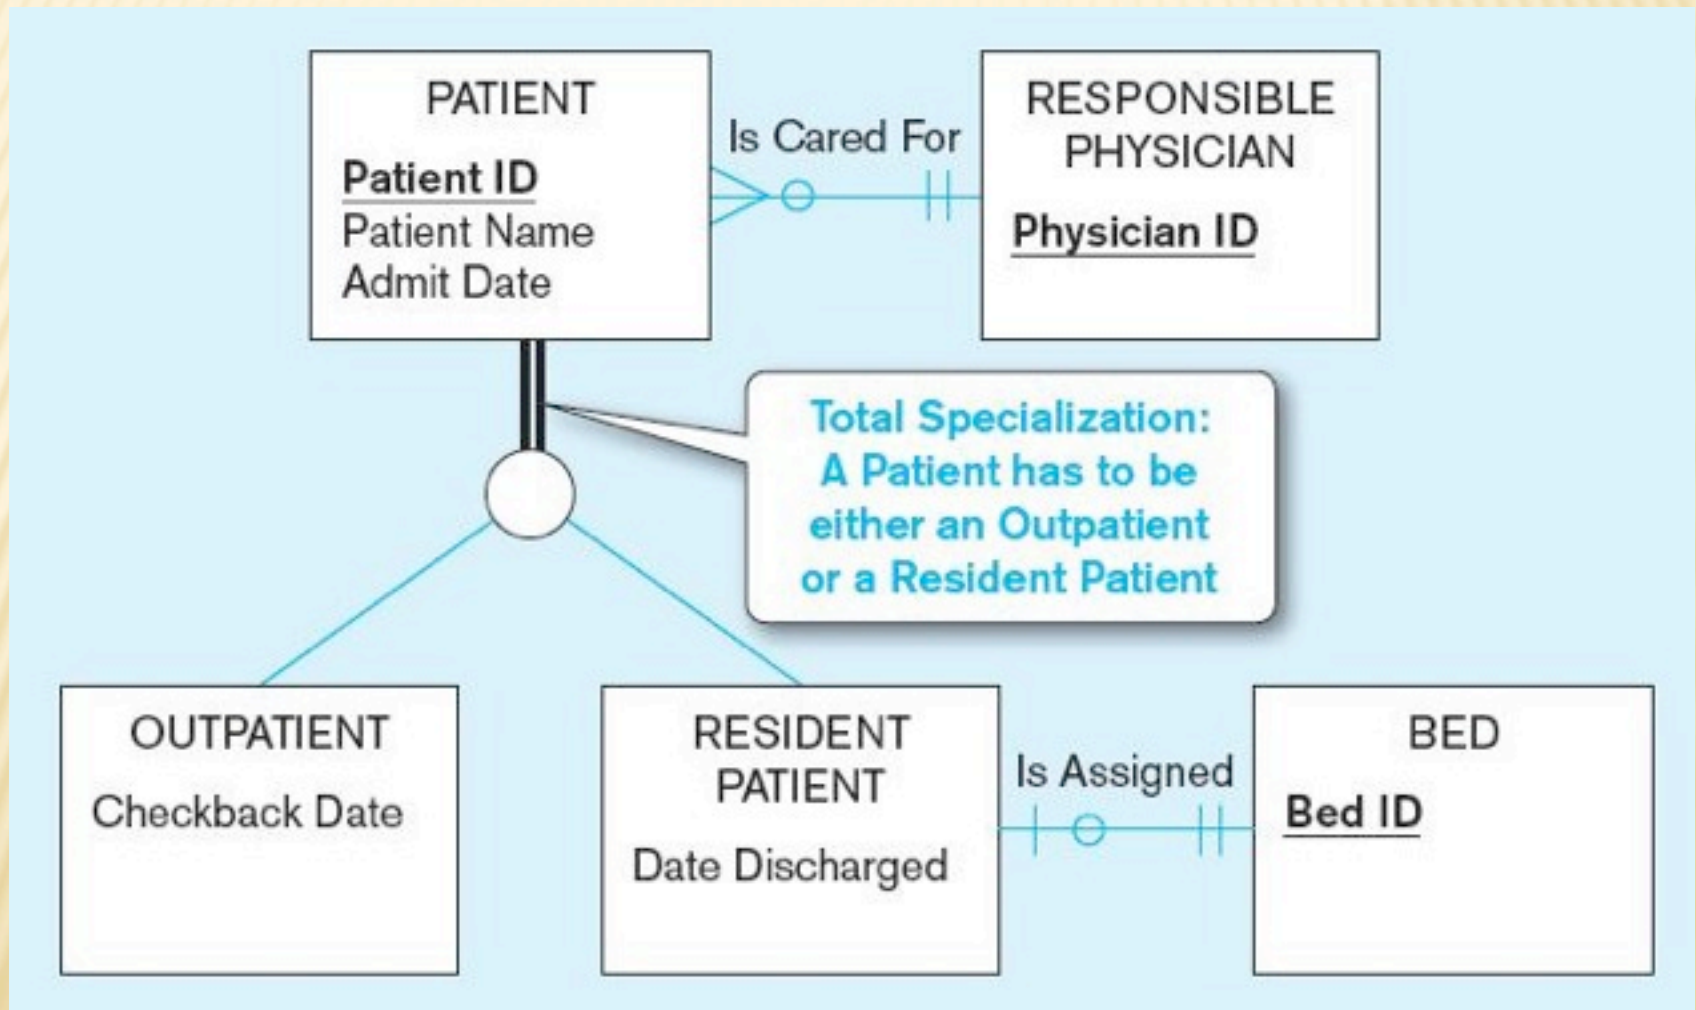 PATIENT
Patient ID
Patient Name
Admit Date
Is Cared For
RESPONSIBLE
PHYSICIAN
Physician ID
Total Specialization:
A Patient has to be
either an Outpatient
or a Resident Patient
OUTPATIENT
Checkback Date
RESIDENT
PATIENT
Date Discharged
Is Assigned
BED
Bed ID